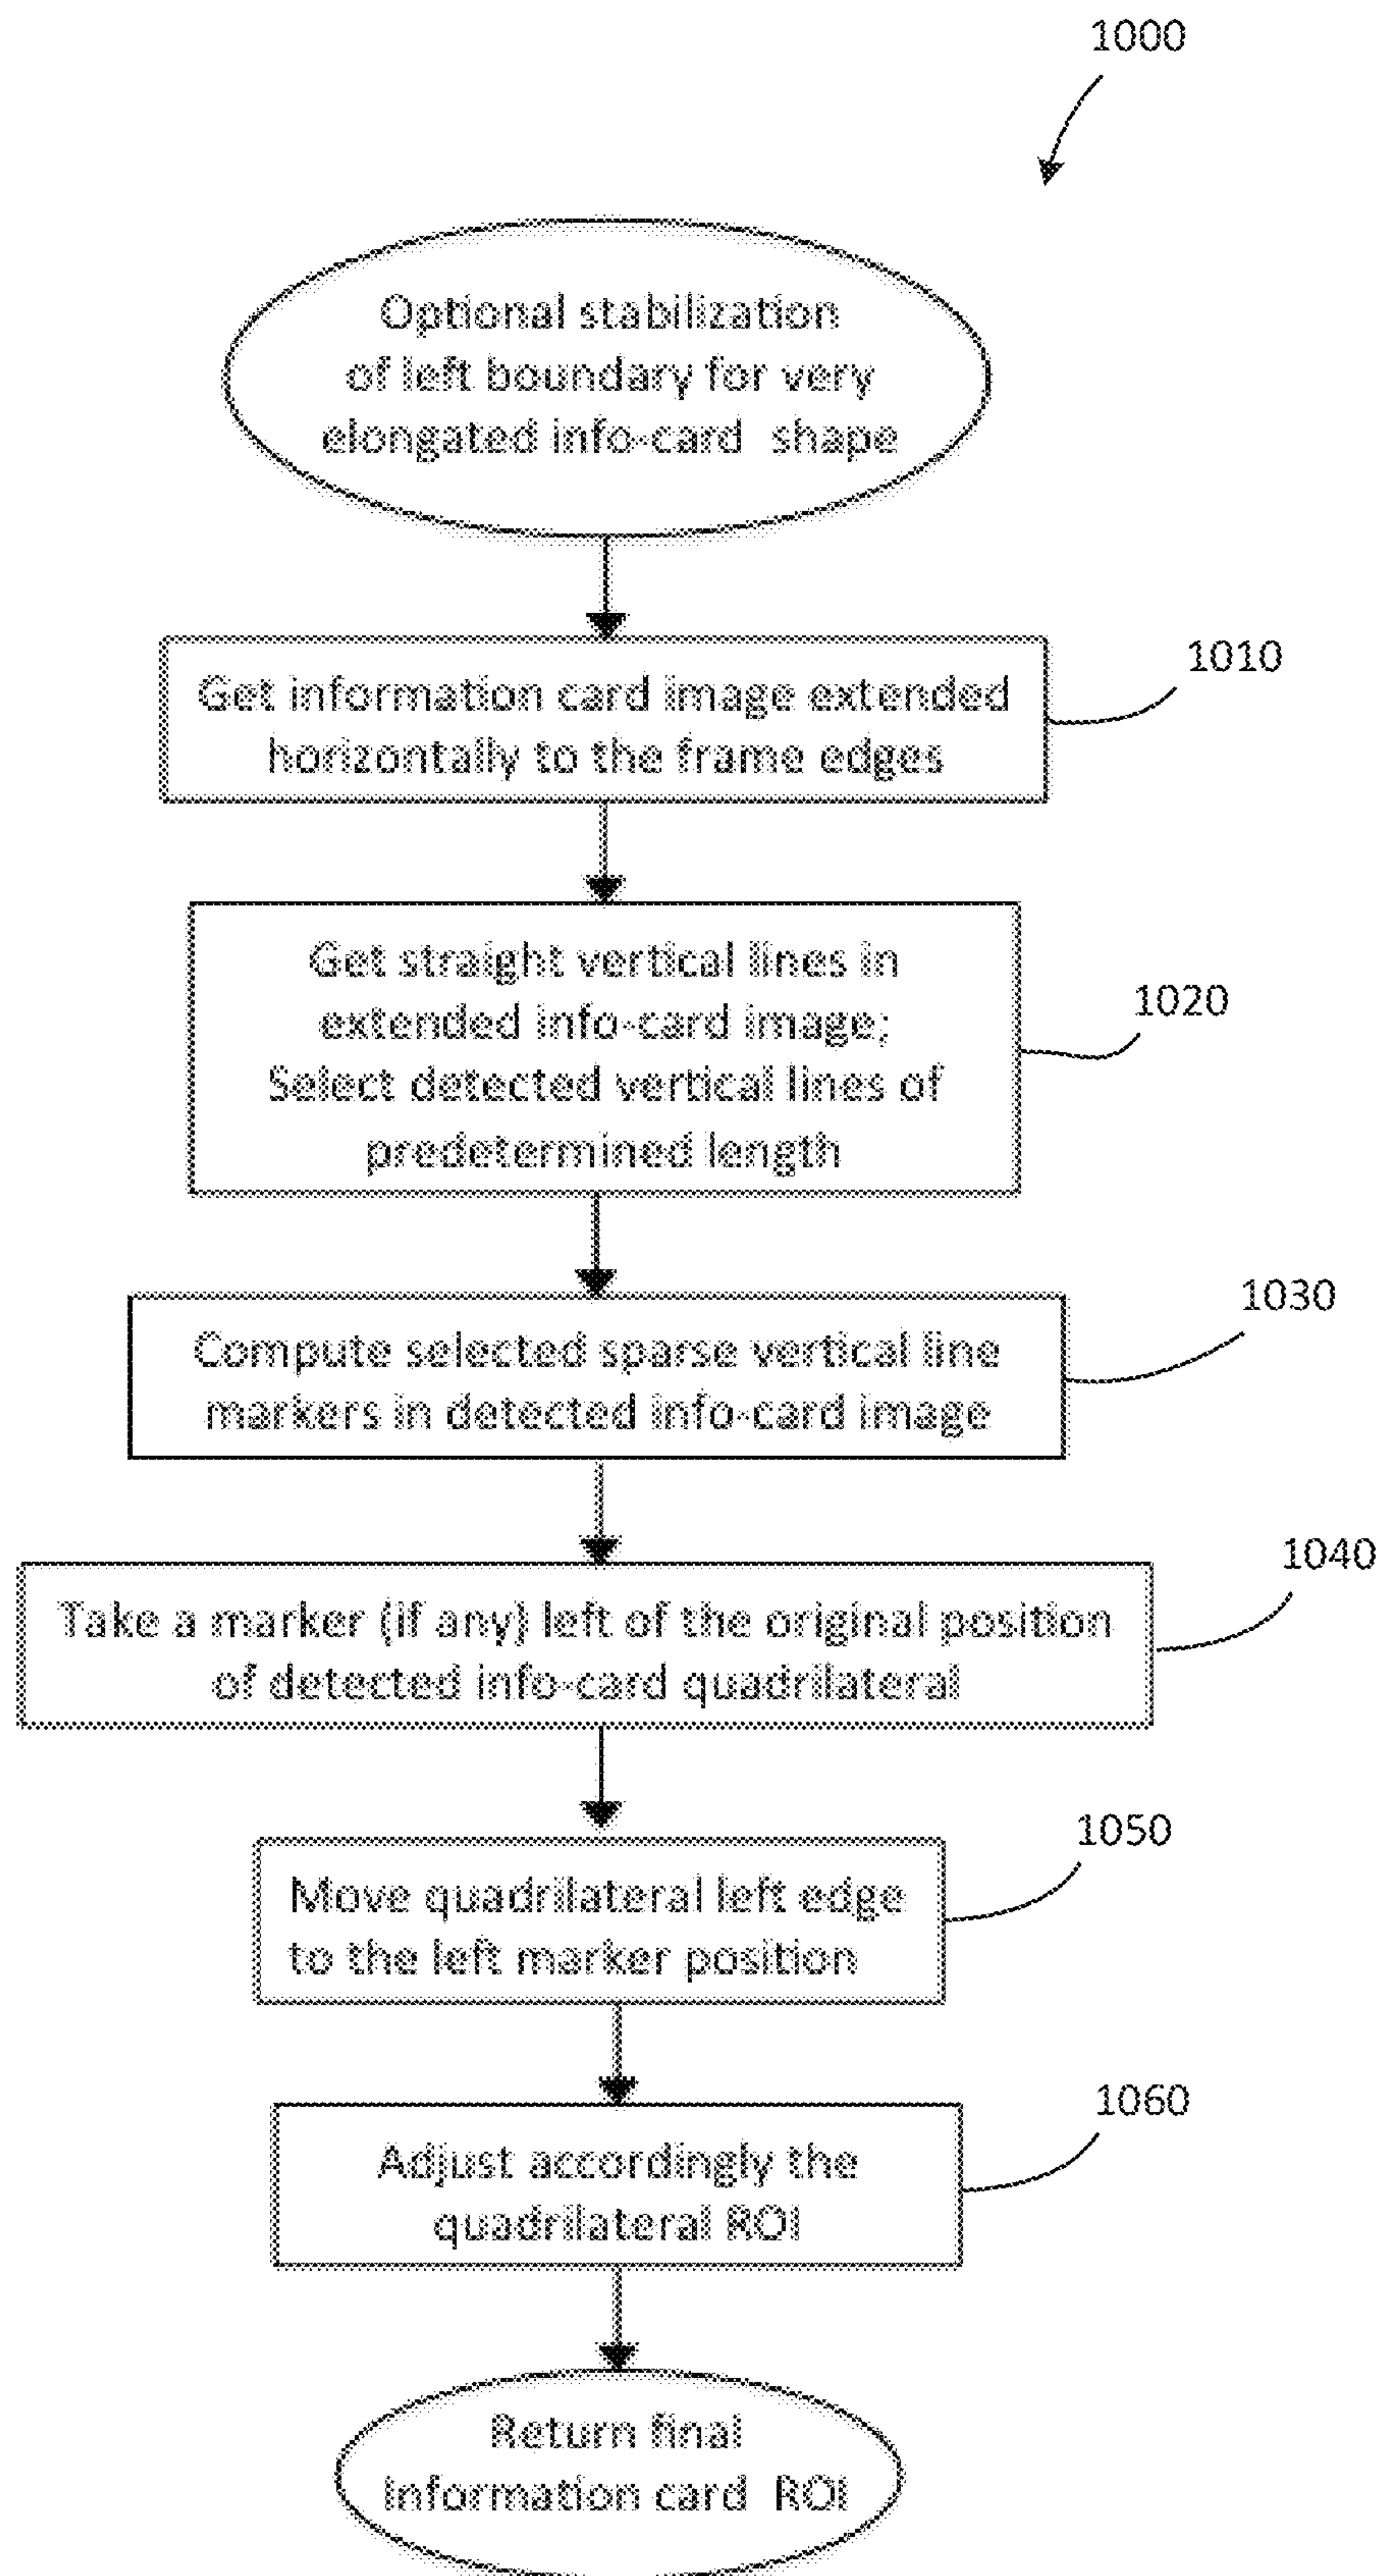 1000
Optional stabilization
of left boundary for very
elongated info-card shape
Get information card image extended
horizontally to the frame edges
1010
Get straight vertical lines in
extended info-card image;
Select detected vertical lines of
predetermined length
1020
Compute selected sparse vertical line
markers in detected info-card image
1030
Take a marker (if any) left of the original position
of detected info-card quadrilateral
1040
Move quadrilateral left edge
to the left marker position
1050
Adjust accordingly the
quadrilateral ROI
1060
Return final
Information card ROI